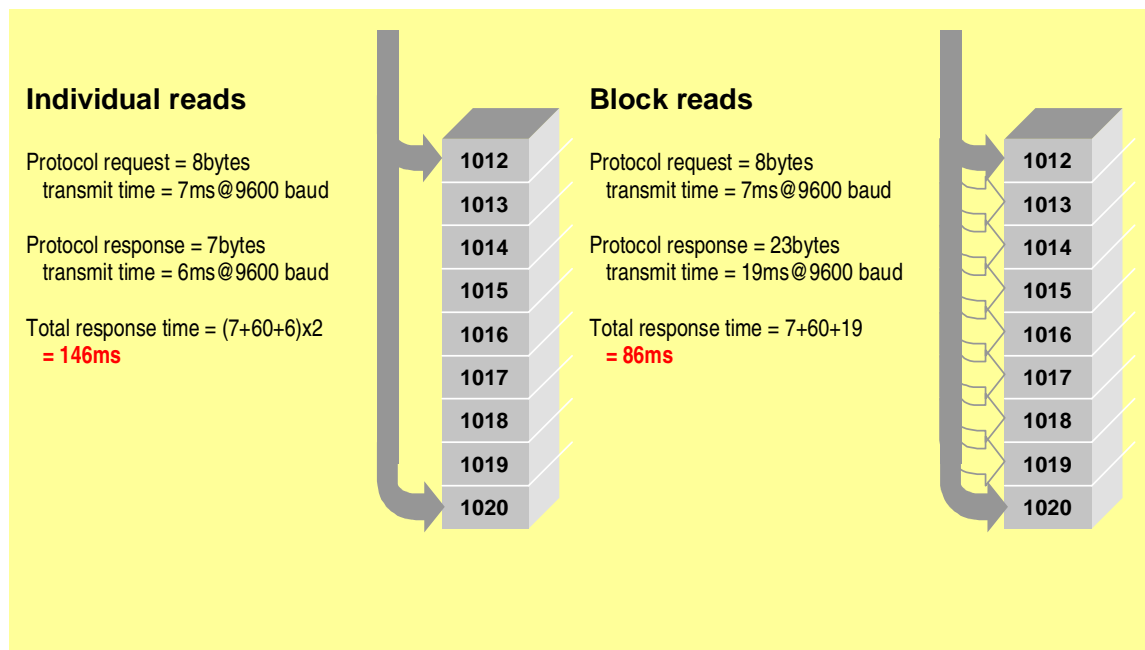 Individual reads
Protocol request = 8bytes
transmit time = 7ms@9600 baud
Protocol response = 7bytes
transmit time = 6ms@9600 baud
Total response time = (7+60+6)x2
= 146ms
1012
1013
1014
1015
1016
1017
1018
1019
1020
Block reads
Protocol request = 8bytes
transmit time = 7ms@9600 baud
Protocol response = 23bytes
transmit time = 19ms@9600 baud
Total response time = 7+60+19
= 86ms
1012
1013
1014
1015
1016
1017
1018
1019
1020